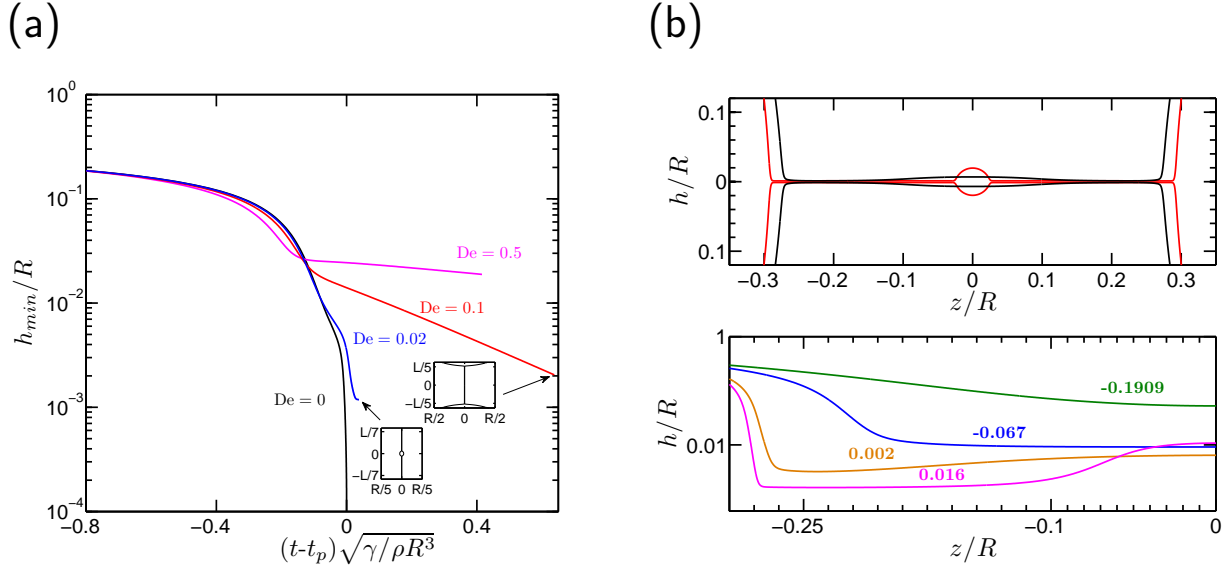 (a)
10^0
10^{-1}
10^{-2}
10^{-3}
10^{-4}
h_{min}/R
De = 0.5
De = 0.1
De = 0.02
De = 0
L/5
0
−L/5
R/2 0 R/2
L/7
0
−L/7
R/5 0 R/5
−0.8 −0.4 0 0.4
(t-t_p)√γ/ρR^3
(b)
0.1
0
0.1
h/R
−0.3 −0.2 −0.1 0 0.1 0.2 0.3
z/R
1
0.01
h/R
-0.1909
-0.067
0.002
0.016
−0.25 −0.1 0
z/R